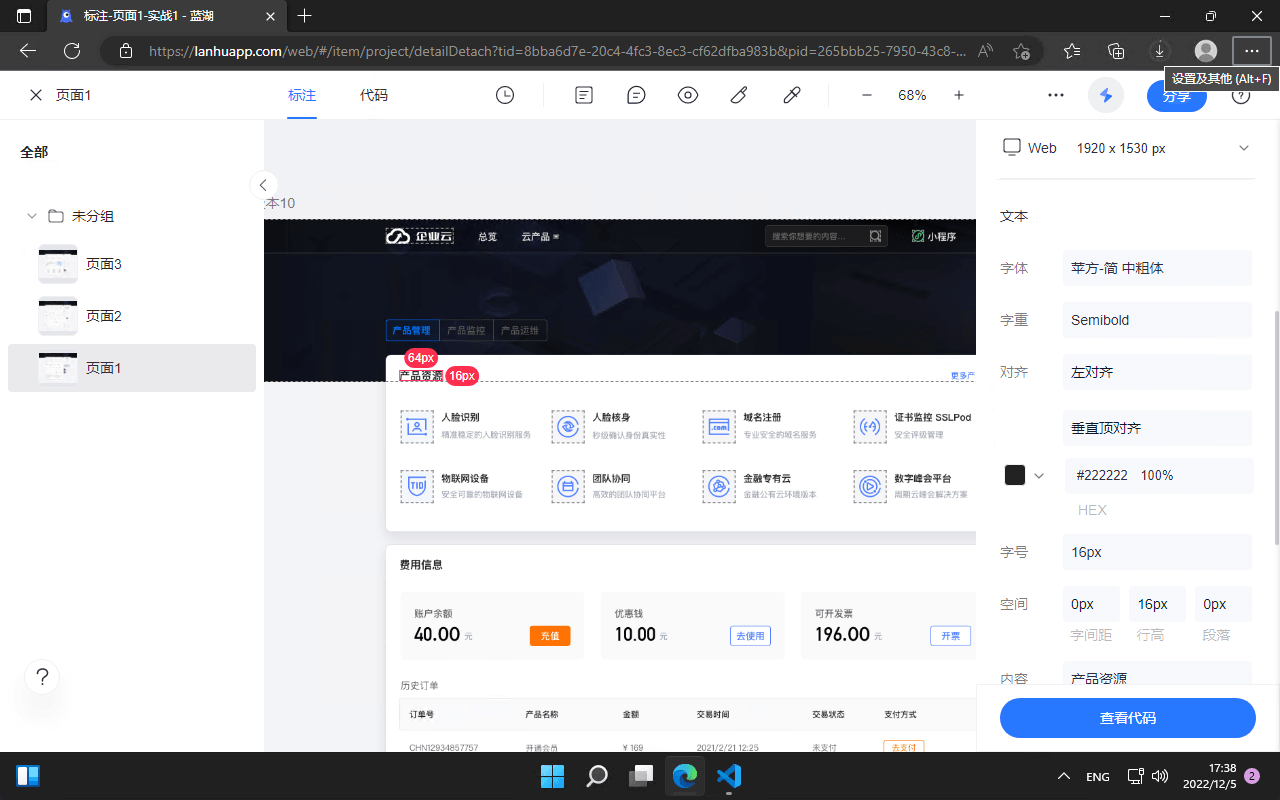 标注-页面1-实战1 - 蓝湖
https://lanhuapp.com/web/#/item/project/detailDetach?tid=8bba6d7e-20c4-4fc3-8ec3-cf62dfba983b&pid=265bbb25-7950-43c8-...
设置及其他 (Alt+F)
页面1
标注
代码
68%
分享
全部
未分组
页面3
页面2
页面1
本10
企业云
总览
云产品
搜索你想要的内容...
小程序
产品管理
产品监控
产品运维
64px
产品资源
16px
更多产
人脸识别
精准稳定的人脸识别服务
人脸核身
秒级确认身份真实性
域名注册
专业安全的域名服务
证书监控 SSLPod
安全评级管理
物联网设备
安全可靠的物联网设备
团队协同
高效的团队协同平台
金融专有云
金融公有云环境版本
数字峰会平台
周期云峰会解决方案
.com
TID
费用信息
账户余额
40.00 元
充值
优惠钱
10.00 元
去使用
可开发票
196.00 元
开票
历史订单
订单号 产品名称 金额 交易时间 交易状态 支付方式
CHN12934857757 开通会员 ¥ 169 2021/2/21 12:25 未支付 去支付
Web 1920 x 1530 px
文本
字体 苹方-简 中粗体
字重 Semibold
对齐 左对齐
垂直顶对齐
#222222 100%
HEX
字号 16px
空间 0px 16px 0px
字间距 行高 段落
内容 产品资源
查看代码
?
ENG
17:38
2022/12/5
2